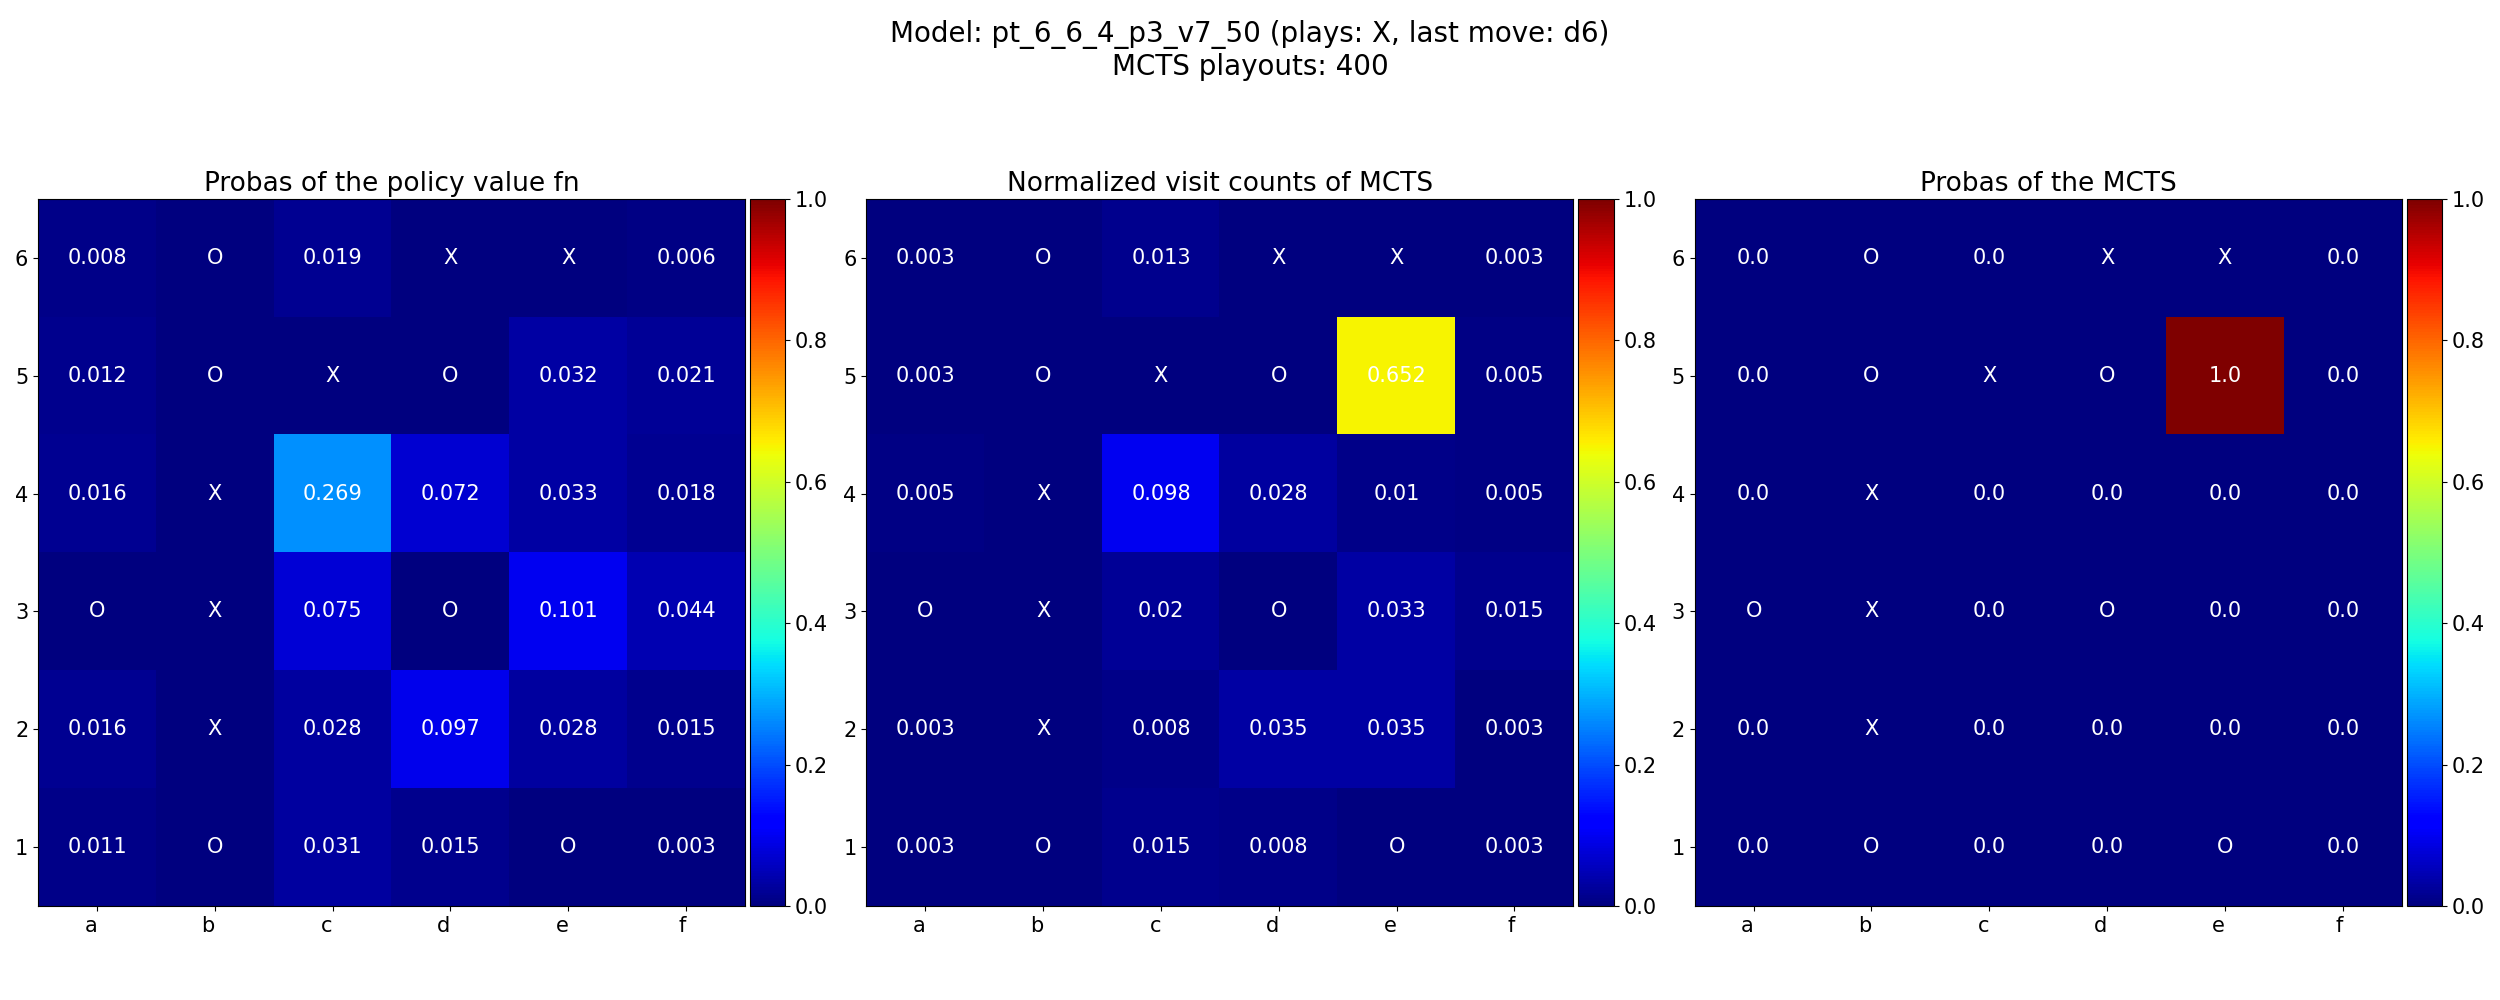 Model: pt_6_6_4_p3_v7_50 (plays: X, last move: d6)
MCTS playouts: 400
Probas of the policy value fn
6 0.008 O 0.019 X X 0.006
5 0.012 O X O 0.032 0.021
4 0.016 X 0.269 0.072 0.033 0.018
3 O X 0.075 O 0.101 0.044
2 0.016 X 0.028 0.097 0.028 0.015
1 0.011 O 0.031 0.015 O 0.003
a b c d e f
1.0
0.8
0.6
0.4
0.2
0.0
Normalized visit counts of MCTS
6 0.003 O 0.013 X X 0.003
5 0.003 O X O 0.652 0.005
4 0.005 X 0.098 0.028 0.01 0.005
3 O X 0.02 O 0.033 0.015
2 0.003 X 0.008 0.035 0.035 0.003
1 0.003 O 0.015 0.008 O 0.003
a b c d e f
1.0
0.8
0.6
0.4
0.2
0.0
Probas of the MCTS
6 0.0 O 0.0 X X 0.0
5 0.0 O X O 1.0 0.0
4 0.0 X 0.0 0.0 0.0 0.0
3 O X 0.0 O 0.0 0.0
2 0.0 X 0.0 0.0 0.0 0.0
1 0.0 O 0.0 0.0 O 0.0
a b c d e f
1.0
0.8
0.6
0.4
0.2
0.0